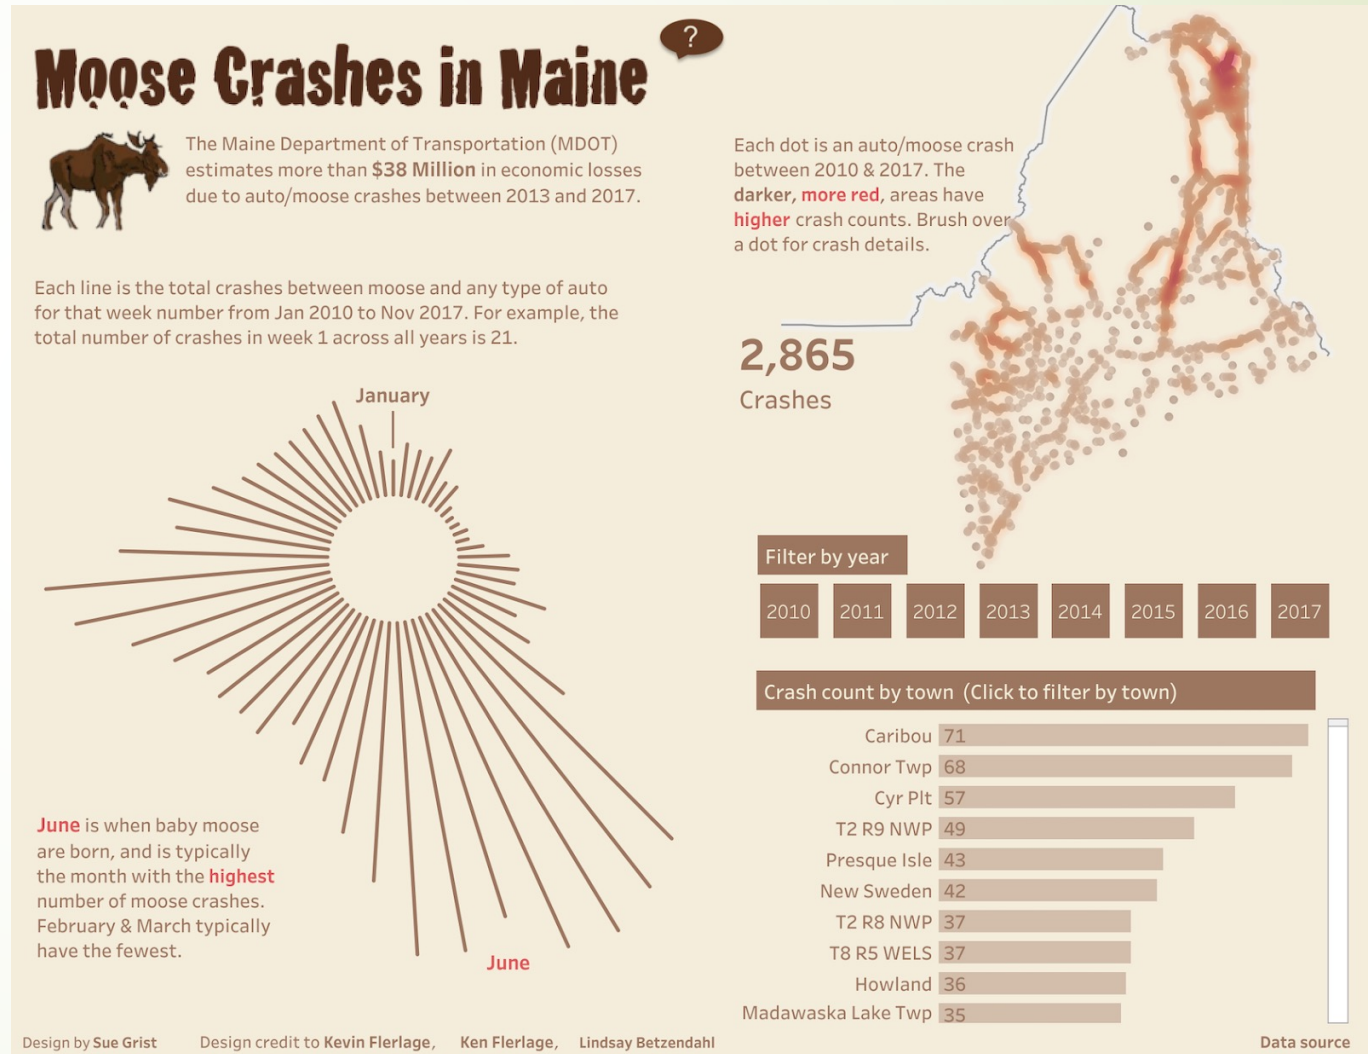 Moose Crashes in Maine
?
The Maine Department of Transportation (MDOT)
estimates more than $38 Million in economic losses
due to auto/moose crashes between 2013 and 2017.
Each line is the total crashes between moose and any type of auto
for that week number from Jan 2010 to Nov 2017. For example, the
total number of crashes in week 1 across all years is 21.
January
June
June is when baby moose
are born, and is typically
the month with the highest
number of moose crashes.
February & March typically
have the fewest.
Each dot is an auto/moose crash
between 2010 & 2017. The
darker, more red, areas have
higher crash counts. Brush over
a dot for crash details.
2,865
Crashes
Filter by year
2010 2011 2012 2013 2014 2015 2016 2017
Crash count by town (Click to filter by town)
Caribou 71
Connor Twp 68
Cyr Plt 57
T2 R9 NWP 49
Presque Isle 43
New Sweden 42
T2 R8 NWP 37
T8 R5 WELS 37
Howland 36
Madawaska Lake Twp 35
Design by Sue Grist Design credit to Kevin Flerlage, Ken Flerlage, Lindsay Betzendahl
Data source